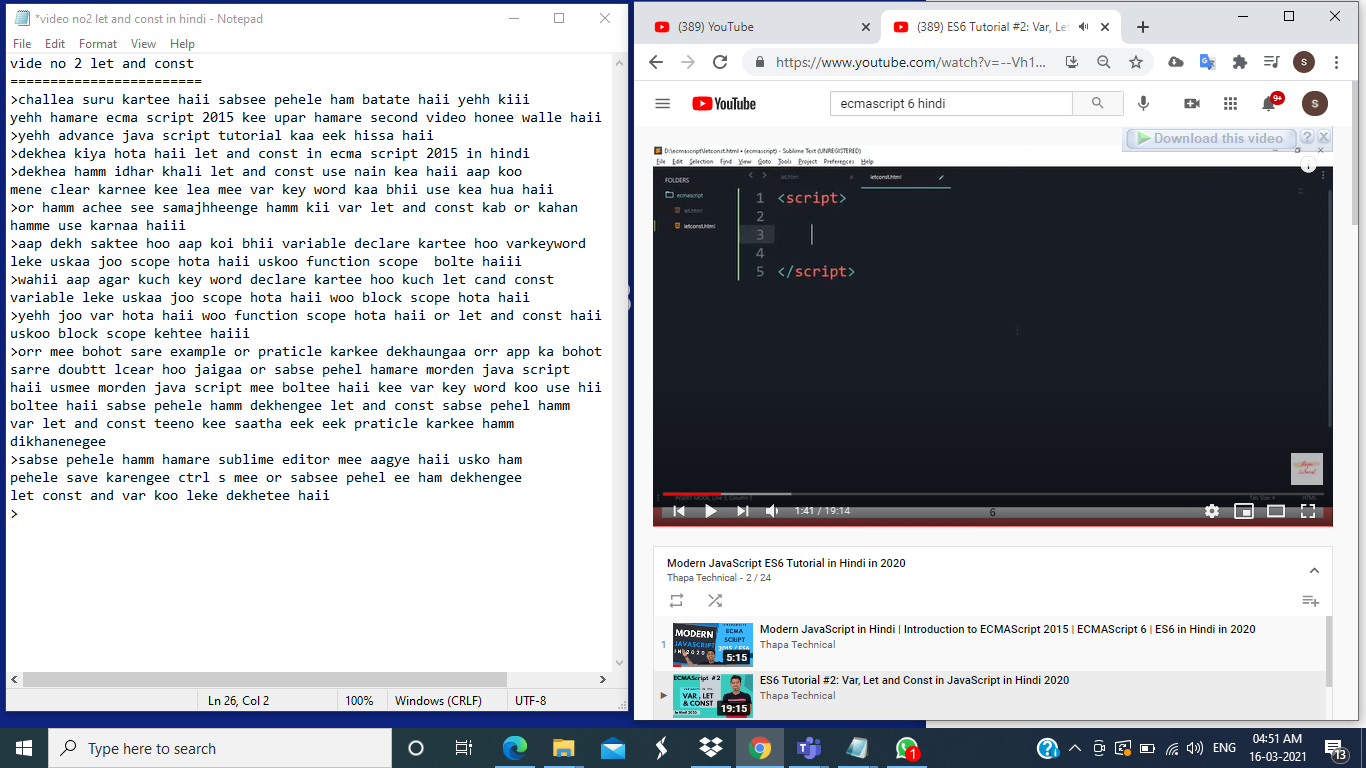 *video no2 let and const in hindi - Notepad
File Edit Format View Help
vide no 2 let and const
========================
>challea suru kartee haii sabsee pehele ham batate haii yehh kiii
yehh hamare ecma script 2015 kee upar hamare second video honee walle haii
>yehh advance java script tutorial kaa eek hissa haii
>dekhea kiya hota haii let and const in ecma script 2015 in hindi
>dekhea hamm idhar khali let and const use nain kea haii aap koo
mene clear karnee kee lea mee var key word kaa bhii use kea hua haii
>or hamm achee see samajhheenge hamm kii var let and const kab or kahan
hamme use karnaa haiii
>aap dekh saktee hoo aap koi bhii variable declare kartee hoo varkeyword
leke uskaa joo scope hota haii uskoo function scope  bolte haiii
>wahii aap agar kuch key word declare kartee hoo kuch let cand const
variable leke uskaa joo scope hota haii woo block scope hota haii
>yehh joo var hota haii woo function scope hota haii or let and const haii
uskoo block scope kehtee haiii
>orr mee bohot sare example or praticle karkee dekhaungaa orr app ka bohot
sarre doubtt lcear hoo jaigaa or sabse pehel hamare morden java script
haii usmee morden java script mee boltee haii kee var key word koo use hii
boltee haii sabse pehele hamm dekhengee let and const sabse pehel hamm
var let and const teeno kee saatha eek eek praticle karkee hamm
dikhanenegee
>sabse pehele hamm hamare sublime editor mee aagye haii usko ham
pehele save karengee ctrl s mee or sabsee pehel ee ham dekhengee
let const and var koo leke dekhetee haii
>
Ln 26, Col 2 100% Windows (CRLF) UTF-8
(389) YouTube (389) ES6 Tutorial #2: Var, Le
https://www.youtube.com/watch?v=--Vh1... S
YouTube ecmascript 6 hindi 9+ S
Download this video ? X
D:\ecmascript\letconst.html • (ecmascript) - Sublime Text (UNREGISTERED)
File Edit Selection Find View Goto Tools Project Preferences Help
FOLDERS
ecmascript
let.html
letconst.html
let.html letconst.html
1 <script>
2
3
4
5 </script>
INSERT MODE, Line 3, Column 5 Tab Size: 4 HTML
1:41 / 19:14
6
Modern JavaScript ES6 Tutorial in Hindi in 2020
Thapa Technical - 2 / 24
1
MODERN
JAVASCRIPT
ECMA
SCRIPT
5:15
Modern JavaScript in Hindi | Introduction to ECMAScript 2015 | ECMAScript 6 | ES6 in Hindi in 2020
Thapa Technical
ECMAScript #2
VAR , LET
& CONST
19:15
ES6 Tutorial #2: Var, Let and Const in JavaScript in Hindi 2020
Thapa Technical
Type here to search
1
ENG
04:51 AM
16-03-2021
13